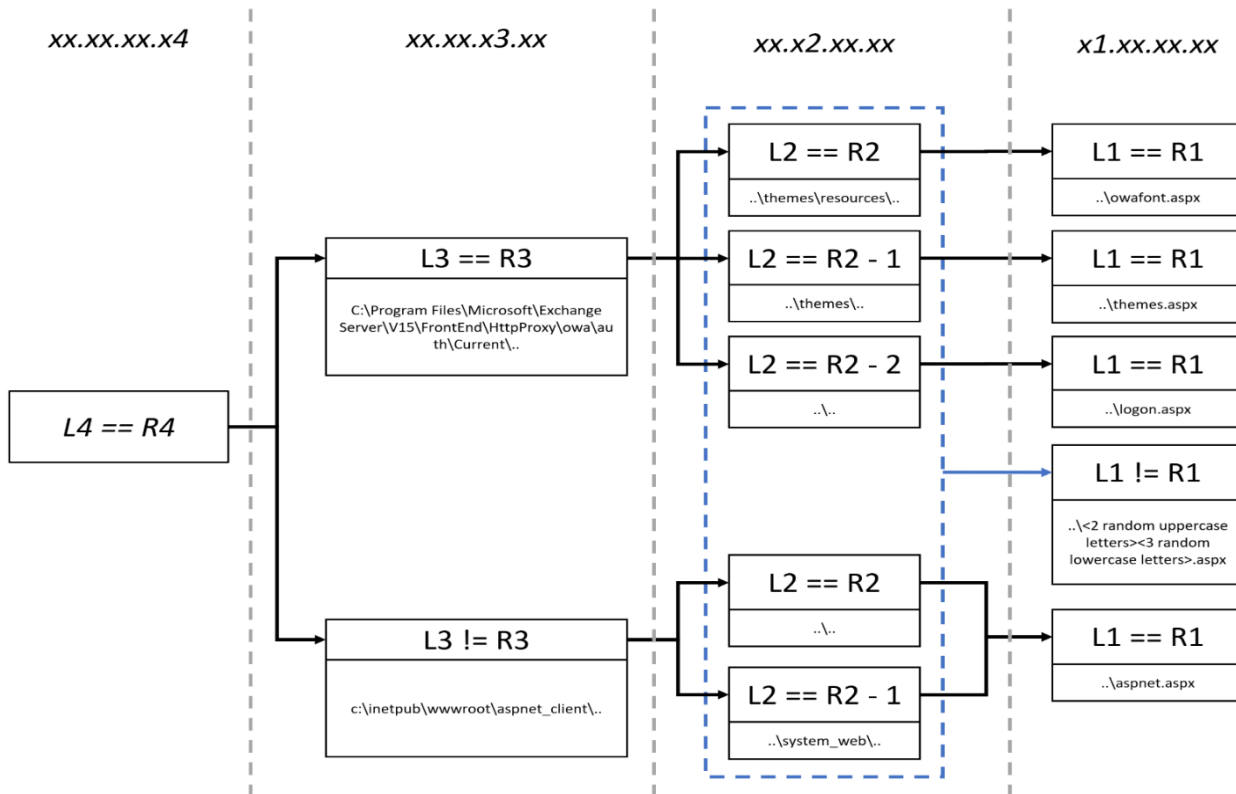 xx.xx.xx.x4
xx.xx.x3.xx
xx.x2.xx.xx
x1.xx.xx.xx
L4 == R4
L3 == R3
C:\Program Files\Microsoft\Exchange
Server\V15\FrontEnd\HttpProxy\owa\au
th\Current\..
L3 != R3
c:\inetpub\wwwroot\aspnet_client\..
L2 == R2
..\themes\resources\..
L2 == R2 - 1
..\themes\..
L2 == R2 - 2
..\..
L2 == R2
..\..
L2 == R2 - 1
..\system_web\..
L1 == R1
..\owafont.aspx
L1 == R1
..\themes.aspx
L1 == R1
..\logon.aspx
L1 != R1
..\<2 random uppercase
letters><3 random
lowercase letters>.aspx
L1 == R1
..\aspnet.aspx